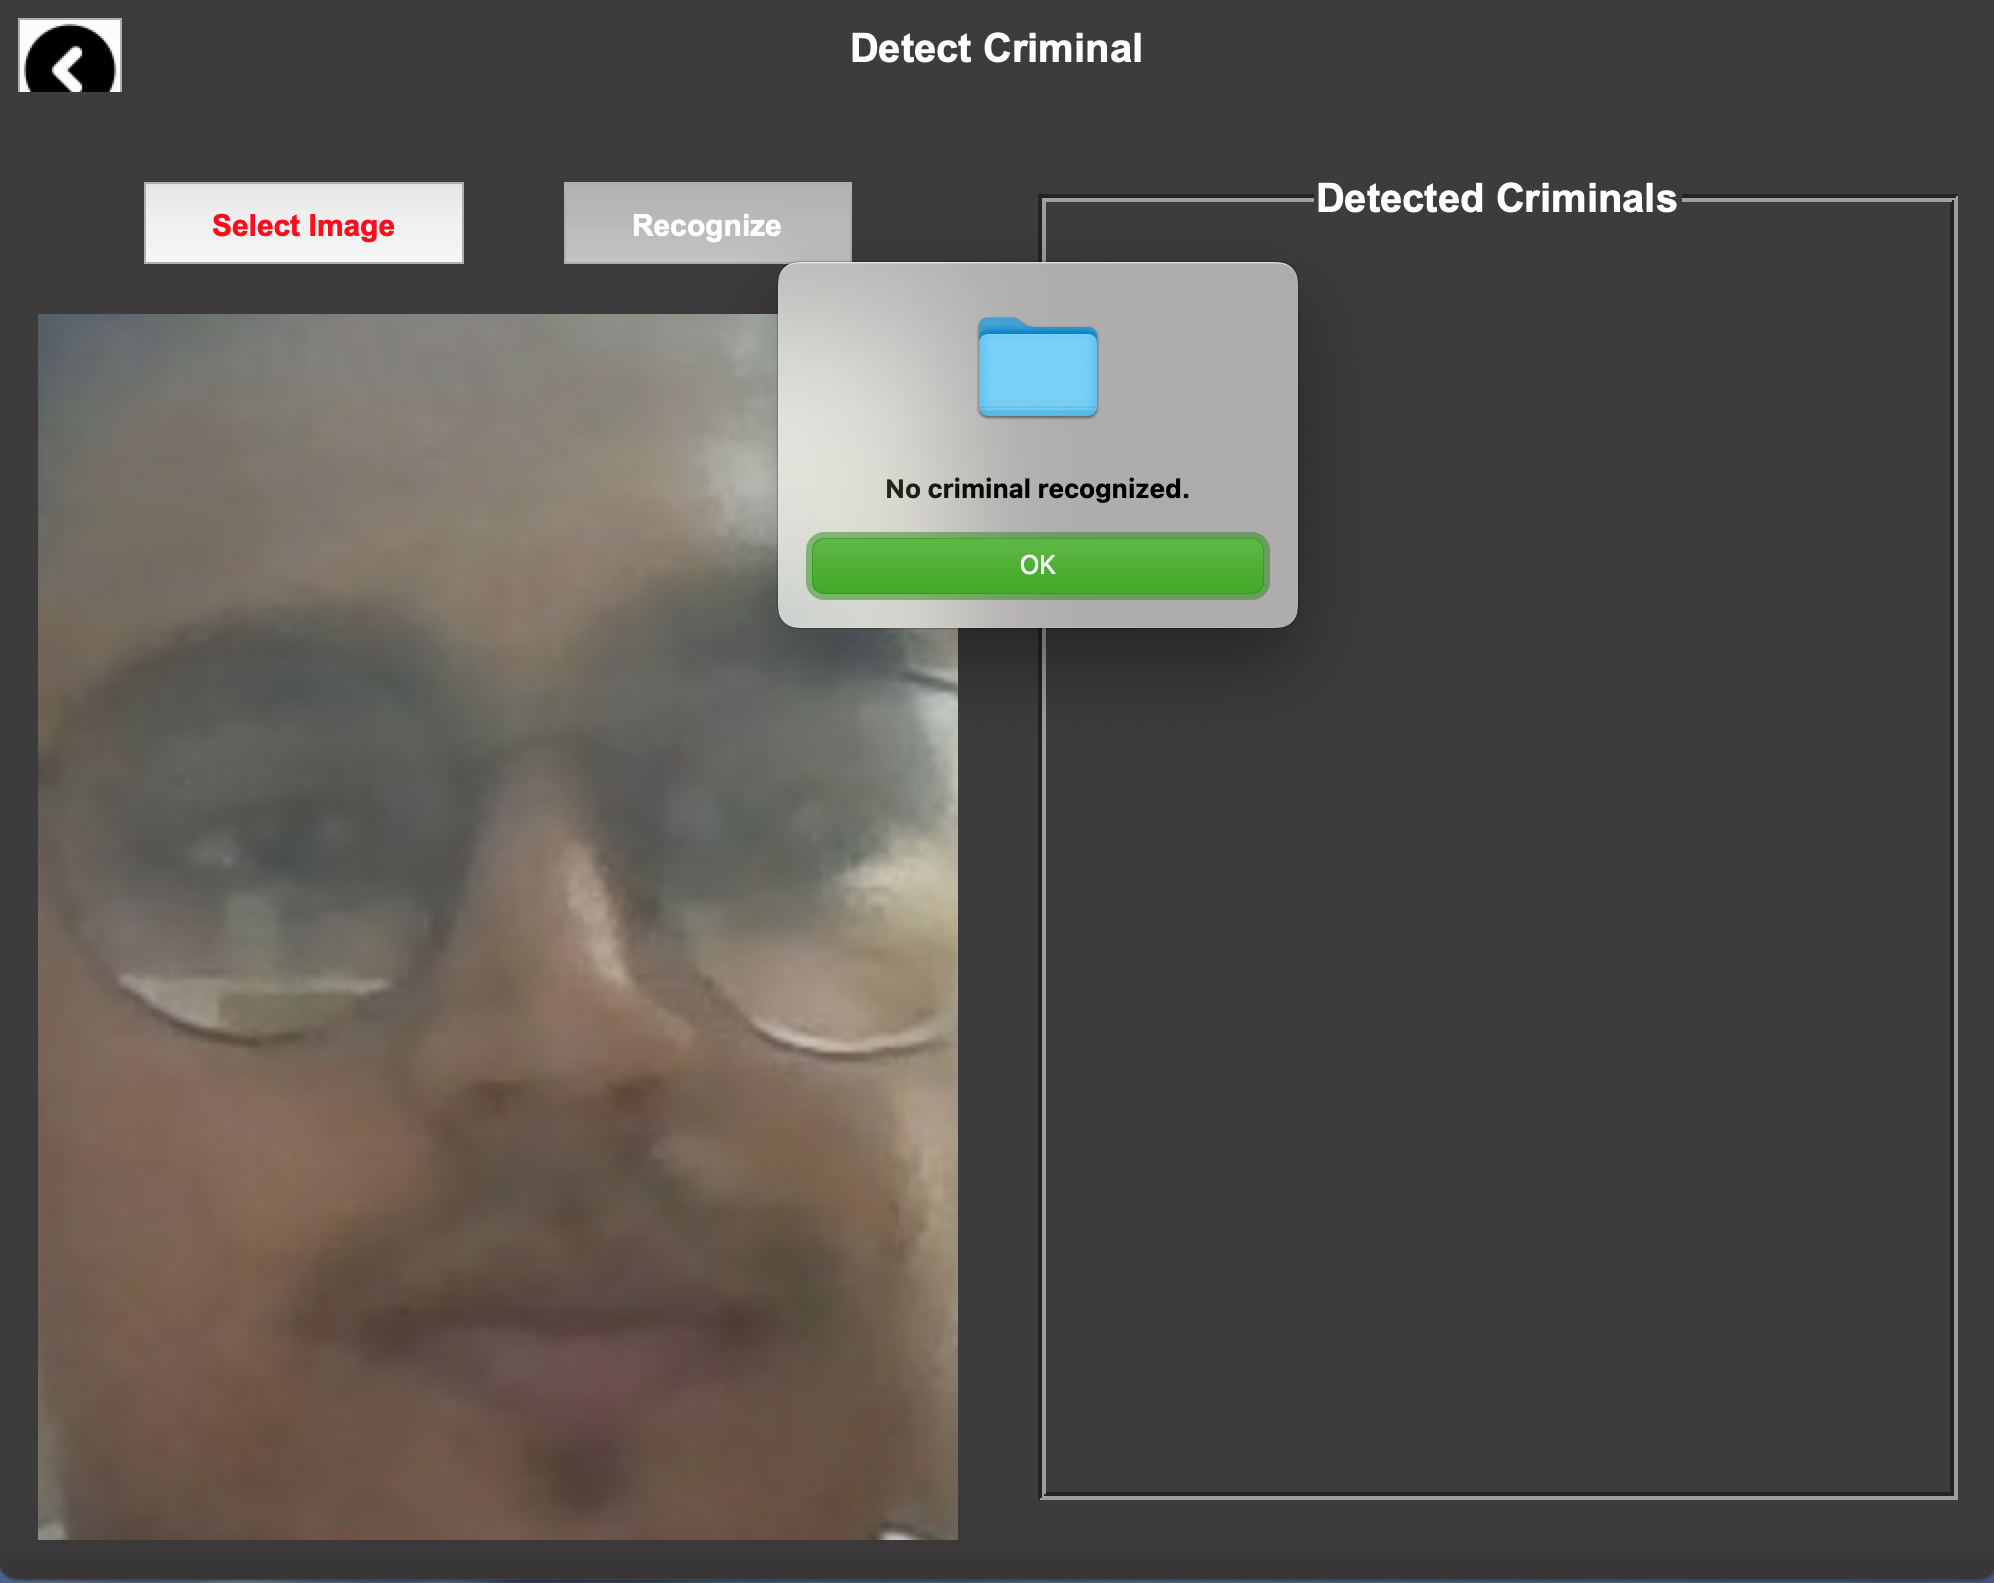 Detect Criminal
Select Image
Recognize
Detected Criminals
No criminal recognized.
OK